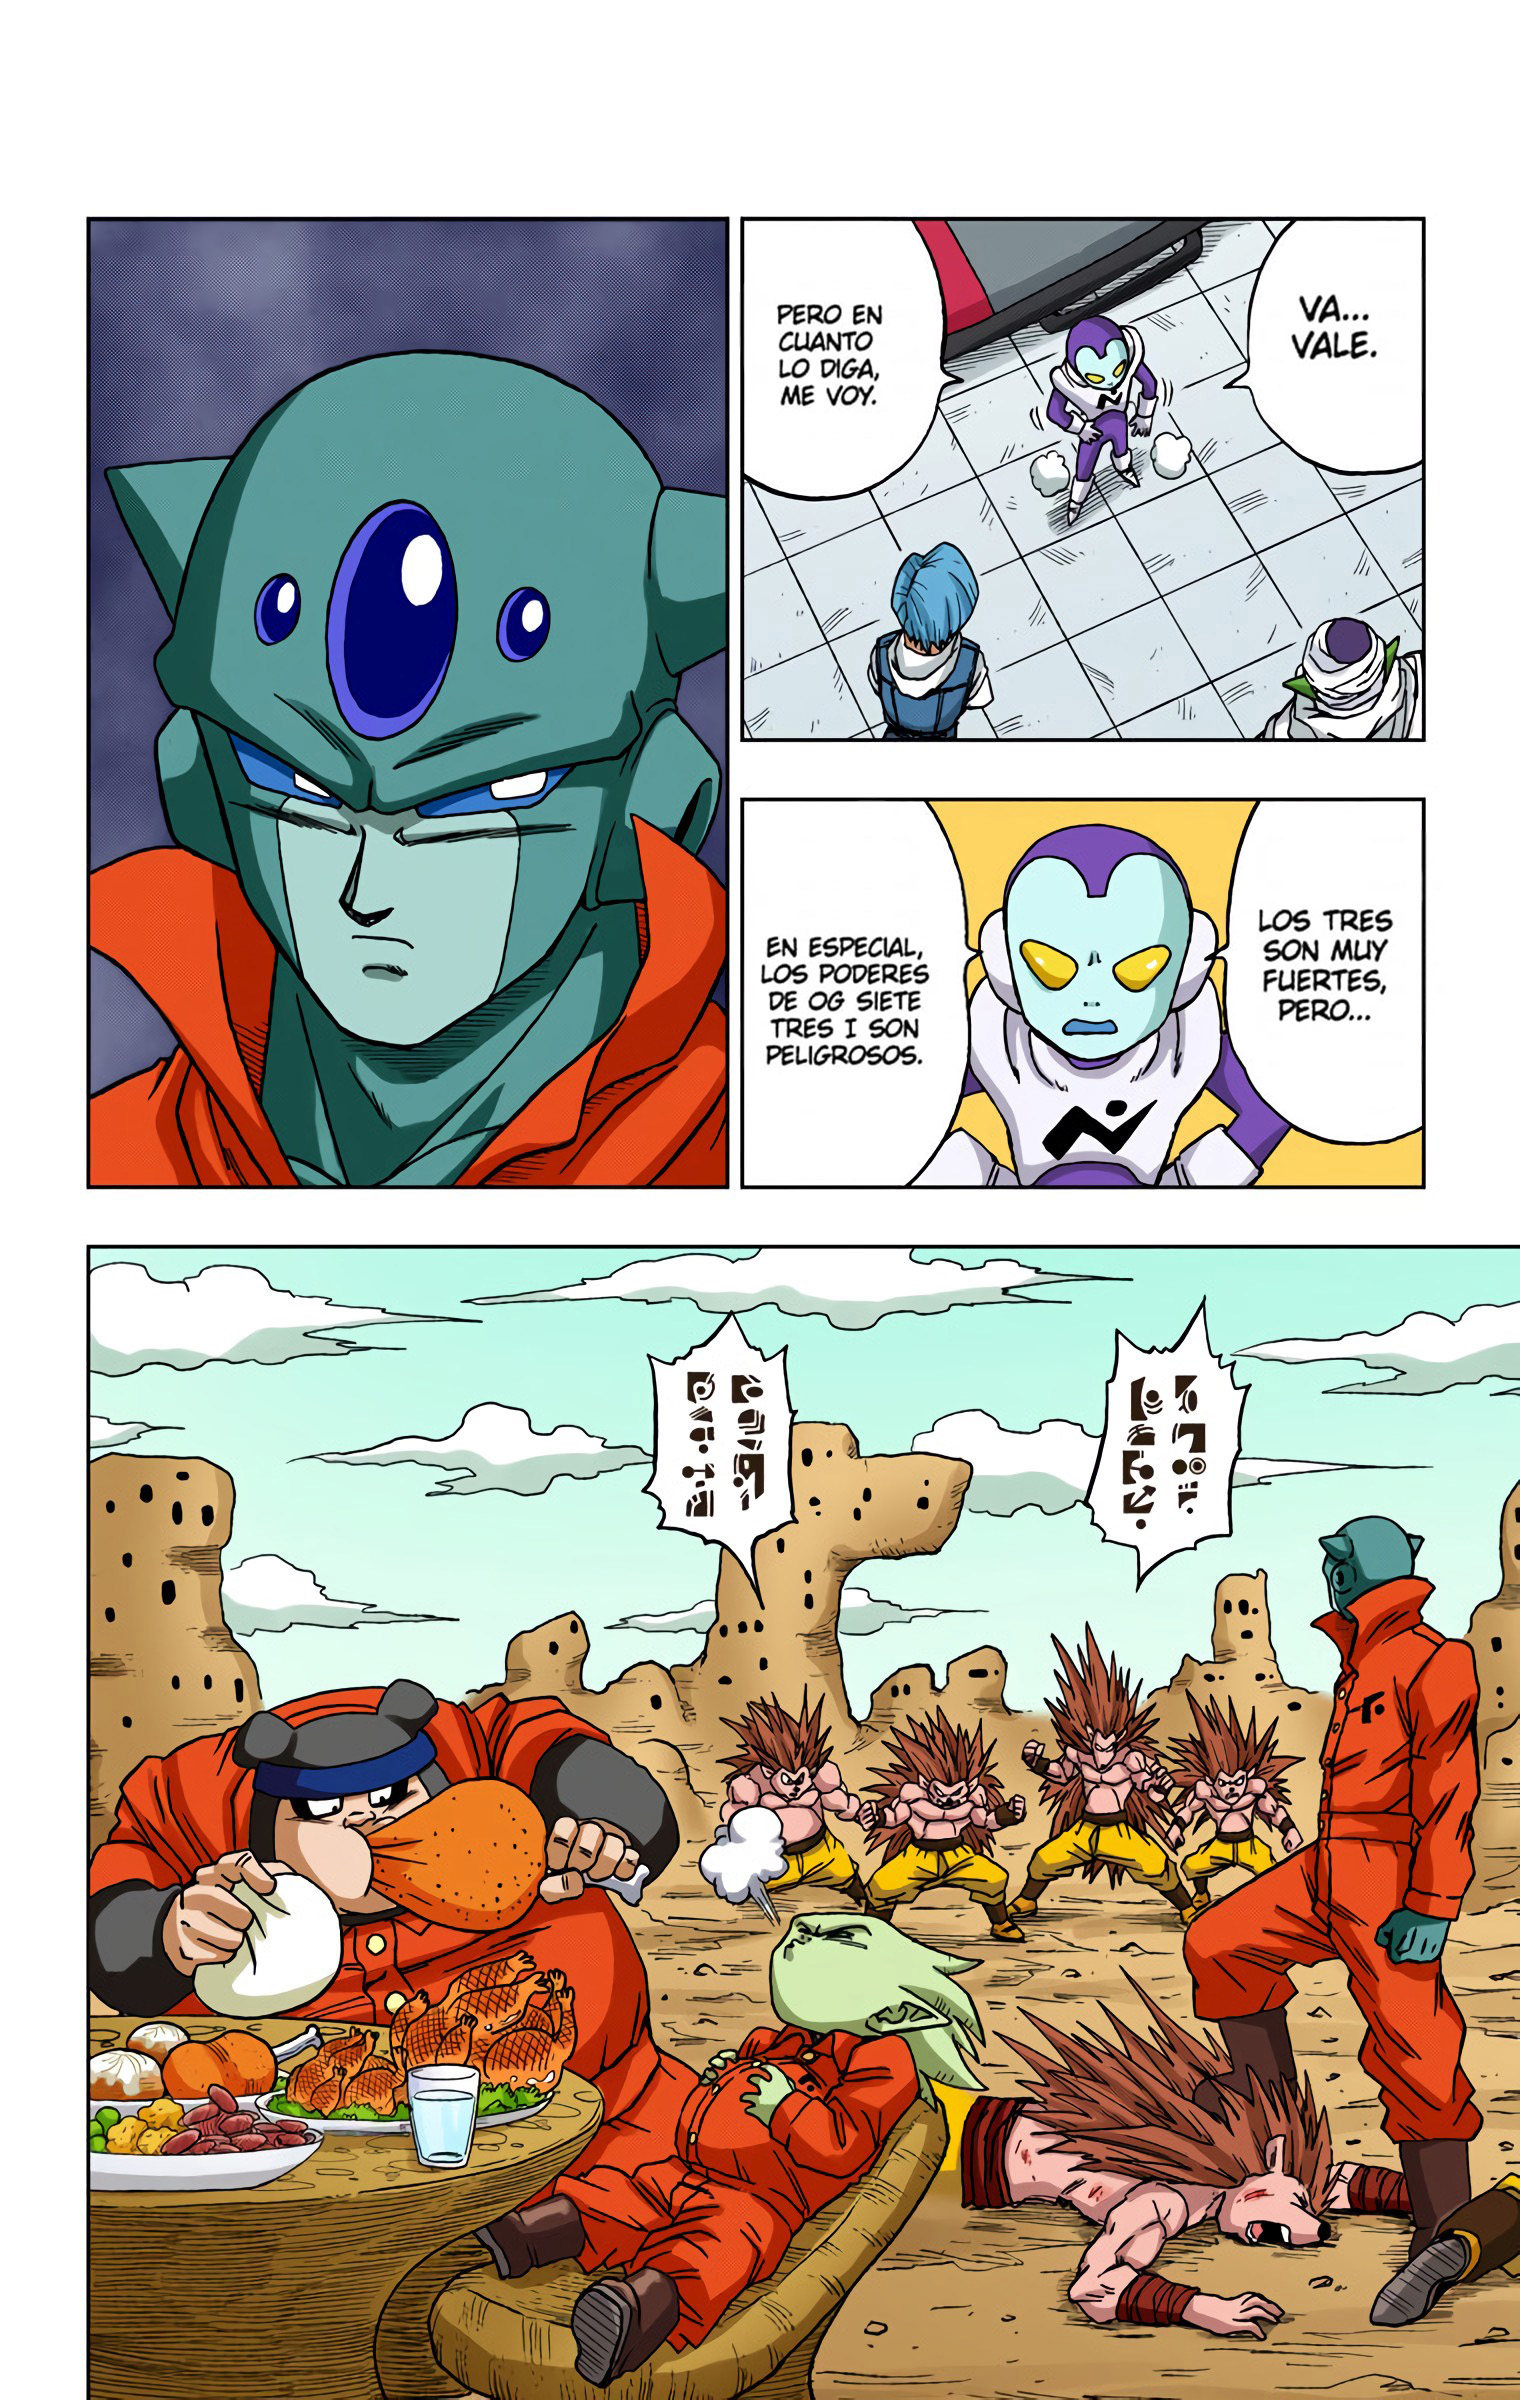 VA...
VALE.
PERO EN
CUANTO
LO DIGA,
ME VOY.
LOS TRES
SON MUY
FUERTES,
PERO...
EN ESPECIAL,
LOS PODERES
DE OG SIETE
TRES I SON
PELIGROSOS.